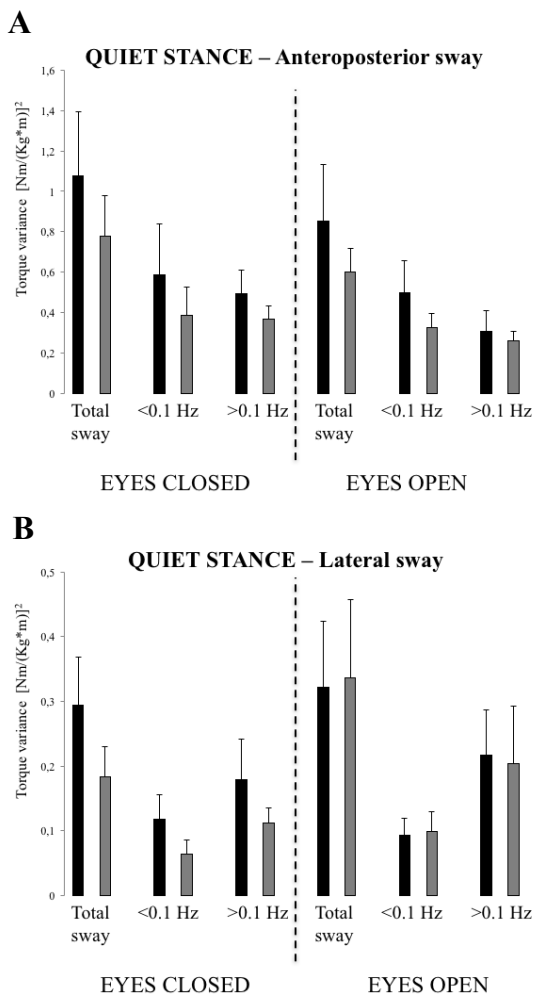 A
QUIET STANCE – Anteroposterior sway
Torque variance [Nm/(Kg*m)]²
1,6
1,4
1,2
1
0,8
0,6
0,4
0,2
0
Total sway
<0.1 Hz
>0.1 Hz
Total sway
<0.1 Hz
>0.1 Hz
EYES CLOSED
EYES OPEN
B
QUIET STANCE – Lateral sway
Torque variance [Nm/(Kg*m)]²
0,5
0,4
0,3
0,2
0,1
0
Total sway
<0.1 Hz
>0.1 Hz
Total sway
<0.1 Hz
>0.1 Hz
EYES CLOSED
EYES OPEN